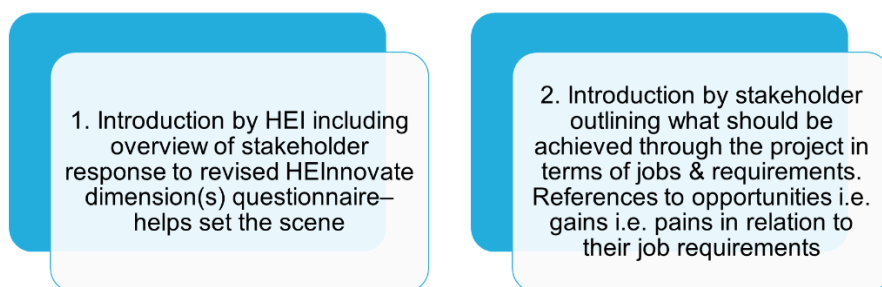 1. Introduction by HEI including
overview of stakeholder
response to revised HEInnovate
dimension(s) questionnaire–
helps set the scene
2. Introduction by stakeholder
outlining what should be
achieved through the project in
terms of jobs & requirements.
References to opportunities i.e.
gains i.e. pains in relation to
their job requirements